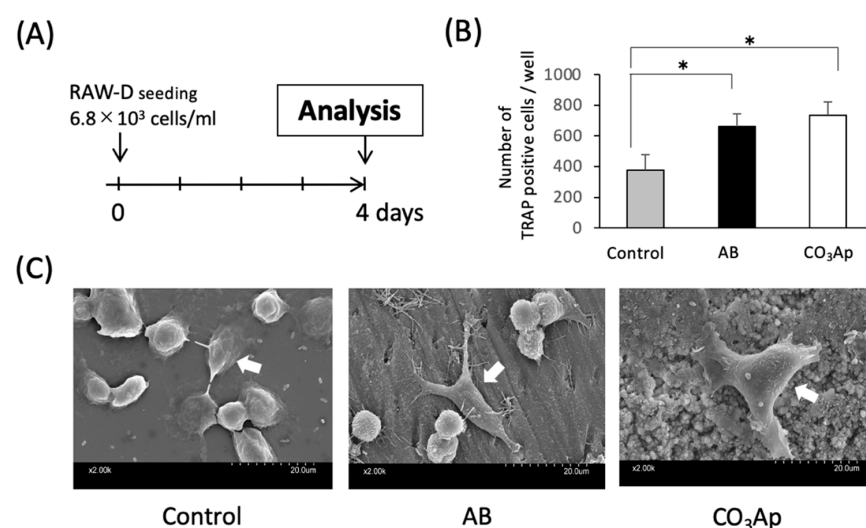 (A)
RAW-D seeding
6.8×10³ cells/ml
Analysis
0
4 days
(B)
Number of
TRAP positive cells / well
1000
800
600
400
200
0
*
*
Control
AB
CO₃Ap
(C)
x2.00k
20.0um
x2.00k
20.0um
x2.00k
20.0um
Control
AB
CO₃Ap